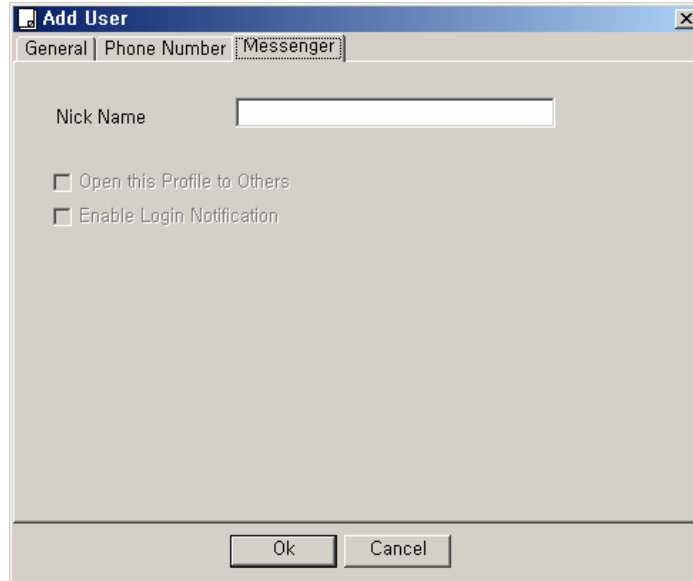 Add User
General Phone Number Messenger
Nick Name
Open this Profile to Others
Enable Login Notification
Ok Cancel